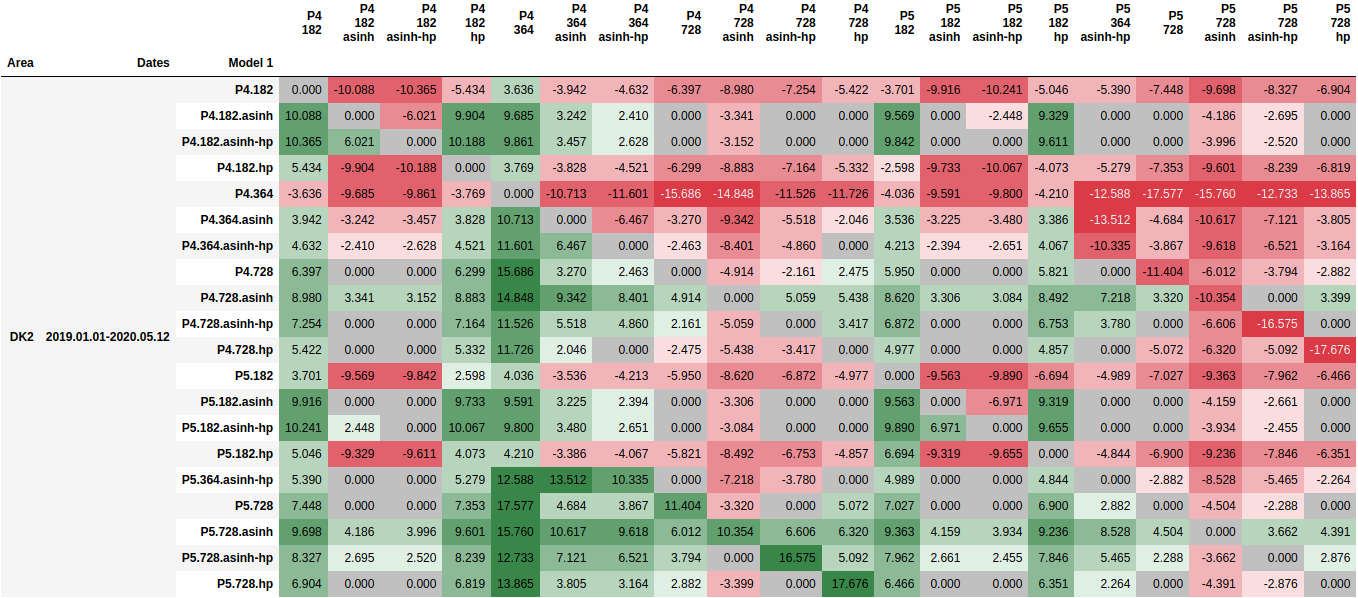 P4 P4 P4 P4 P4 P4 P4 P4 P4 P4 P4 P5 P5 P5 P5 P5 P5 P5 P5 P5
182 182 182 182 364 364 364 728 728 728 728 182 182 182 182 364 728 728 728 728
asinh asinh-hp hp asinh asinh-hp asinh asinh-hp hp asinh asinh-hp hp asinh-hp asinh asinh-hp hp
Area Dates Model 1
P4.182 0.000 -10.088 -10.365 -5.434 3.636 -3.942 -4.632 -6.397 -8.980 -7.254 -5.422 -3.701 -9.916 -10.241 -5.046 -5.390 -7.448 -9.698 -8.327 -6.904
P4.182.asinh 10.088 0.000 -6.021 9.904 9.685 3.242 2.410 0.000 -3.341 0.000 0.000 9.569 0.000 -2.448 9.329 0.000 0.000 -4.186 -2.695 0.000
P4.182.asinh-hp 10.365 6.021 0.000 10.188 9.861 3.457 2.628 0.000 -3.152 0.000 0.000 9.842 0.000 0.000 9.611 0.000 0.000 -3.996 -2.520 0.000
P4.182.hp 5.434 -9.904 -10.188 0.000 3.769 -3.828 -4.521 -6.299 -8.883 -7.164 -5.332 -2.598 -9.733 -10.067 -4.073 -5.279 -7.353 -9.601 -8.239 -6.819
P4.364 -3.636 -9.685 -9.861 -3.769 0.000 -10.713 -11.601 -15.686 -14.848 -11.526 -11.726 -4.036 -9.591 -9.800 -4.210 -12.588 -17.577 -15.760 -12.733 -13.865
P4.364.asinh 3.942 -3.242 -3.457 3.828 10.713 0.000 -6.467 -3.270 -9.342 -5.518 -2.046 3.536 -3.225 -3.480 3.386 -13.512 -4.684 -10.617 -7.121 -3.805
P4.364.asinh-hp 4.632 -2.410 -2.628 4.521 11.601 6.467 0.000 -2.463 -8.401 -4.860 0.000 4.213 -2.394 -2.651 4.067 -10.335 -3.867 -9.618 -6.521 -3.164
P4.728 6.397 0.000 0.000 6.299 15.686 3.270 2.463 0.000 -4.914 -2.161 2.475 5.950 0.000 0.000 5.821 0.000 -11.404 -6.012 -3.794 -2.882
P4.728.asinh 8.980 3.341 3.152 8.883 14.848 9.342 8.401 4.914 0.000 5.059 5.438 8.620 3.306 3.084 8.492 7.218 3.320 -10.354 0.000 3.399
P4.728.asinh-hp 7.254 0.000 0.000 7.164 11.526 5.518 4.860 2.161 -5.059 0.000 3.417 6.872 0.000 0.000 6.753 3.780 0.000 -6.606 -16.575 0.000
DK2 2019.01.01-2020.05.12
P4.728.hp 5.422 0.000 0.000 5.332 11.726 2.046 0.000 -2.475 -5.438 -3.417 0.000 4.977 0.000 0.000 4.857 0.000 -5.072 -6.320 -5.092 -17.676
P5.182 3.701 -9.569 -9.842 2.598 4.036 -3.536 -4.213 -5.950 -8.620 -6.872 -4.977 0.000 -9.563 -9.890 -6.694 -4.989 -7.027 -9.363 -7.962 -6.466
P5.182.asinh 9.916 0.000 0.000 9.733 9.591 3.225 2.394 0.000 -3.306 0.000 0.000 9.563 0.000 -6.971 9.319 0.000 0.000 -4.159 -2.661 0.000
P5.182.asinh-hp 10.241 2.448 0.000 10.067 9.800 3.480 2.651 0.000 -3.084 0.000 0.000 9.890 6.971 0.000 9.655 0.000 0.000 -3.934 -2.455 0.000
P5.182.hp 5.046 -9.329 -9.611 4.073 4.210 -3.386 -4.067 -5.821 -8.492 -6.753 -4.857 6.694 -9.319 -9.655 0.000 -4.844 -6.900 -9.236 -7.846 -6.351
P5.364.asinh-hp 5.390 0.000 0.000 5.279 12.588 13.512 10.335 0.000 -7.218 -3.780 0.000 4.989 0.000 0.000 4.844 0.000 -2.882 -8.528 -5.465 -2.264
P5.728 7.448 0.000 0.000 7.353 17.577 4.684 3.867 11.404 -3.320 0.000 5.072 7.027 0.000 0.000 6.900 2.882 0.000 -4.504 -2.288 0.000
P5.728.asinh 9.698 4.186 3.996 9.601 15.760 10.617 9.618 6.012 10.354 6.606 6.320 9.363 4.159 3.934 9.236 8.528 4.504 0.000 3.662 4.391
P5.728.asinh-hp 8.327 2.695 2.520 8.239 12.733 7.121 6.521 3.794 0.000 16.575 5.092 7.962 2.661 2.455 7.846 5.465 2.288 -3.662 0.000 2.876
P5.728.hp 6.904 0.000 0.000 6.819 13.865 3.805 3.164 2.882 -3.399 0.000 17.676 6.466 0.000 0.000 6.351 2.264 0.000 -4.391 -2.876 0.000